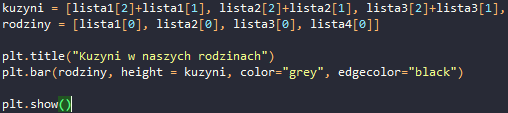 kuzyni = [lista1[2]+lista1[1], lista2[2]+lista2[1], lista3[2]+lista3[1],
rodziny = [lista1[0], lista2[0], lista3[0], lista4[0]]
plt.title("Kuzyni w naszych rodzinach")
plt.bar(rodziny, height = kuzyni, color="grey", edgecolor="black")
plt.show()